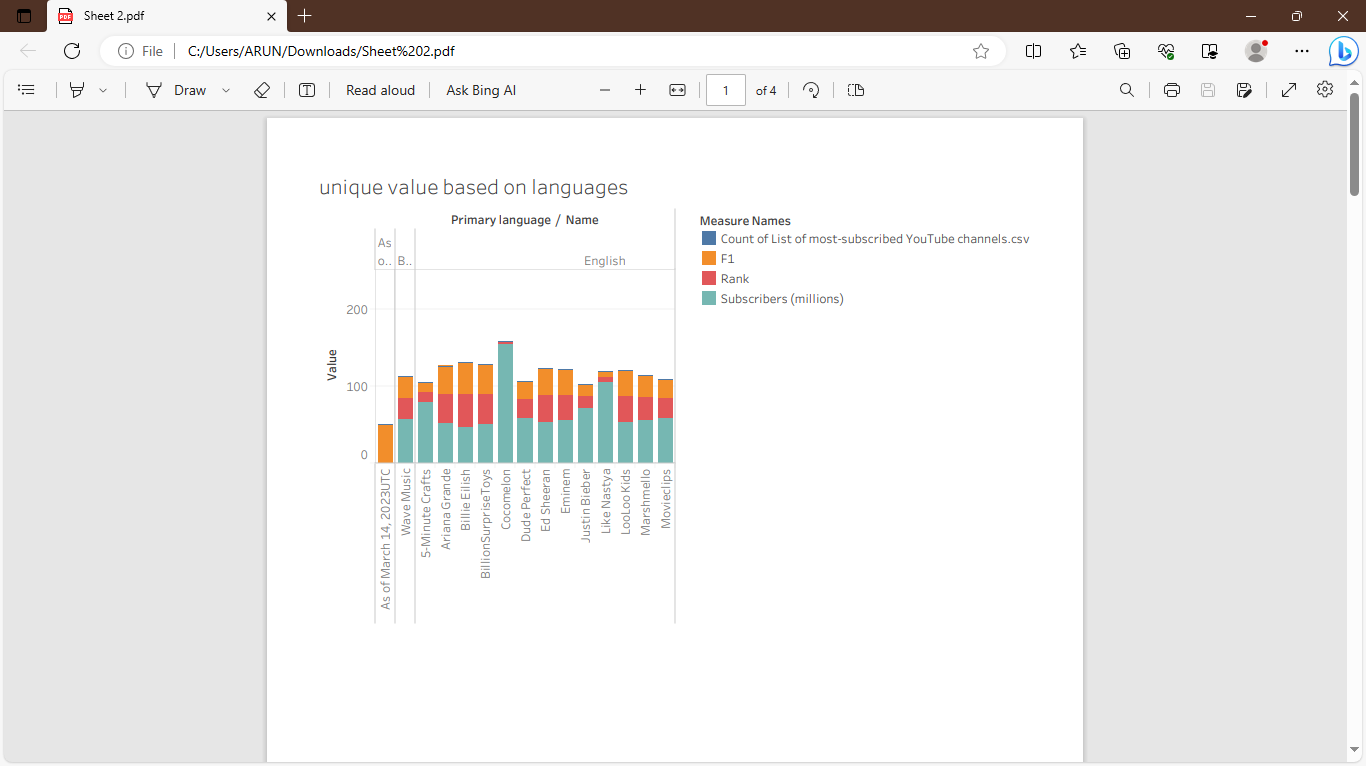 Sheet 2.pdf
File
C:/Users/ARUN/Downloads/Sheet%202.pdf
Draw
Read aloud
Ask Bing AI
1
of 4
unique value based on languages
Primary language / Name
As
o..
B..
English
Value
200
100
0
As of March 14, 2023UTC
Wave Music
5-Minute Crafts
Ariana Grande
Billie Eilish
BillionSurpriseToys
Cocomelon
Dude Perfect
Ed Sheeran
Eminem
Justin Bieber
Like Nastya
LooLoo Kids
Marshmello
Movieclips
Measure Names
Count of List of most-subscribed YouTube channels.csv
F1
Rank
Subscribers (millions)